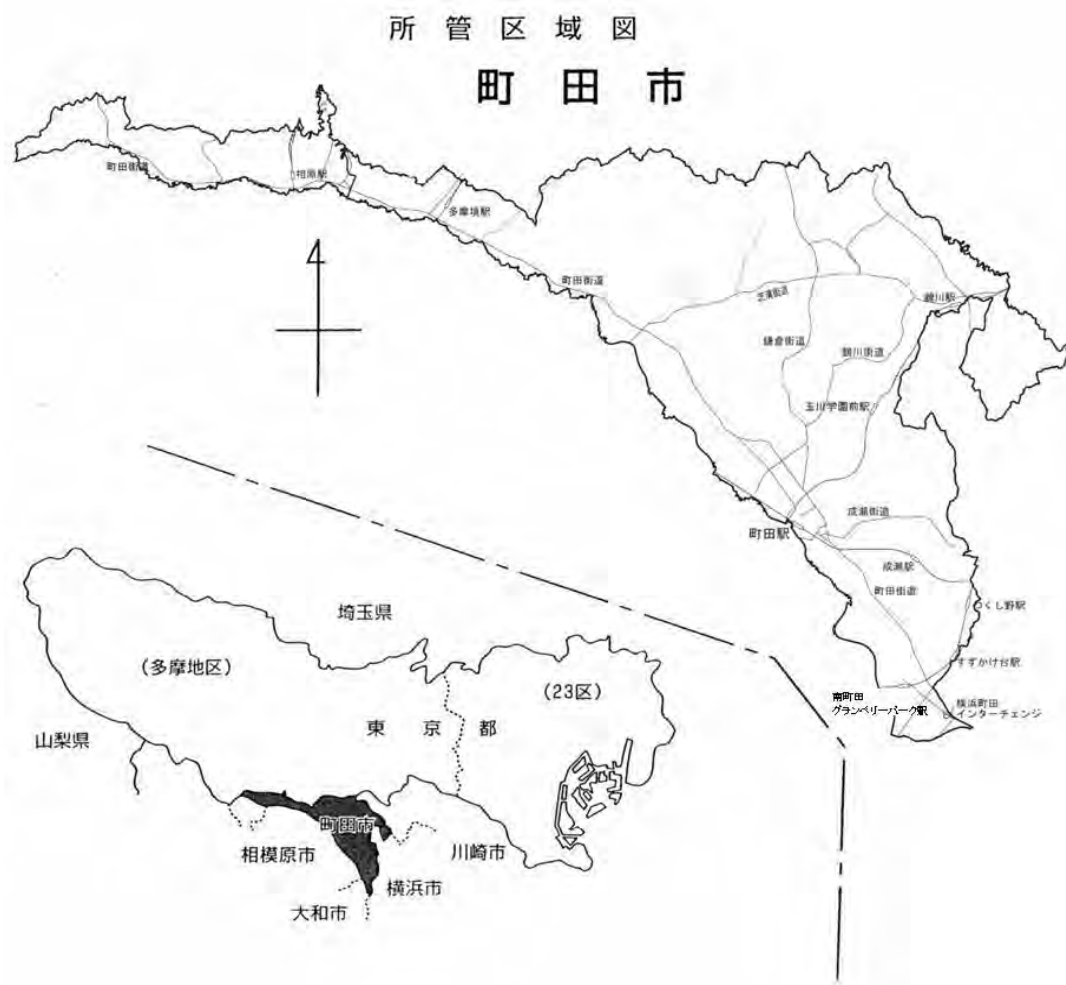 所管区域図
町田市
町田街道
相原駅
多摩境駅
町田街道
芝溝街道
鶴川駅
鎌倉街道
鶴川街道
玉川学園前駅
成瀬街道
町田駅
成瀬駅
町田街道
つくし野駅
すずかけ台駅
南町田
グランベリーパーク駅
横浜町田
インターチェンジ
埼玉県
(多摩地区)
(23区)
東京都
山梨県
町田市
相模原市
川崎市
横浜市
大和市